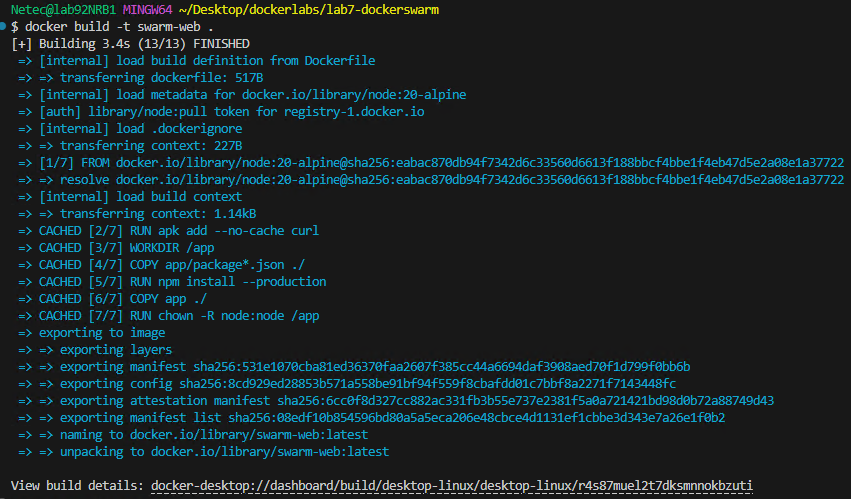 Netec@lab92NRB1 MINGW64 ~/Desktop/dockerlabs/lab7-dockerswarm
$ docker build -t swarm-web .
[+] Building 3.4s (13/13) FINISHED
=> [internal] load build definition from Dockerfile
=> => transferring dockerfile: 517B
=> [internal] load metadata for docker.io/library/node:20-alpine
=> [auth] library/node:pull token for registry-1.docker.io
=> [internal] load .dockerignore
=> => transferring context: 227B
=> [1/7] FROM docker.io/library/node:20-alpine@sha256:eabac870db94f7342d6c33560d6613f188bbcf4bbe1f4eb47d5e2a08e1a37722
=> => resolve docker.io/library/node:20-alpine@sha256:eabac870db94f7342d6c33560d6613f188bbcf4bbe1f4eb47d5e2a08e1a37722
=> [internal] load build context
=> => transferring context: 1.14kB
=> CACHED [2/7] RUN apk add --no-cache curl
=> CACHED [3/7] WORKDIR /app
=> CACHED [4/7] COPY app/package*.json ./
=> CACHED [5/7] RUN npm install --production
=> CACHED [6/7] COPY app ./
=> CACHED [7/7] RUN chown -R node:node /app
=> exporting to image
=> => exporting layers
=> => exporting manifest sha256:531e1070cba81ed36370faa2607f385cc44a6694daf3908aed70f1d799f0bb6b
=> => exporting config sha256:8cd929ed28853b571a558be91bf94f559f8cbafdd01c7bbf8a2271f7143448fc
=> => exporting attestation manifest sha256:6cc0f8d327cc882ac331fb3b55e737e2381f5a0a721421bd98d0b72a88749d43
=> => exporting manifest list sha256:08edf10b854596bd80a5a5eca206e48cbce4d1131ef1cbbe3d343e7a26e1f0b2
=> => naming to docker.io/library/swarm-web:latest
=> => unpacking to docker.io/library/swarm-web:latest
View build details: docker-desktop://dashboard/build/desktop-linux/desktop-linux/r4s87muel2t7dksmnnokbzuti